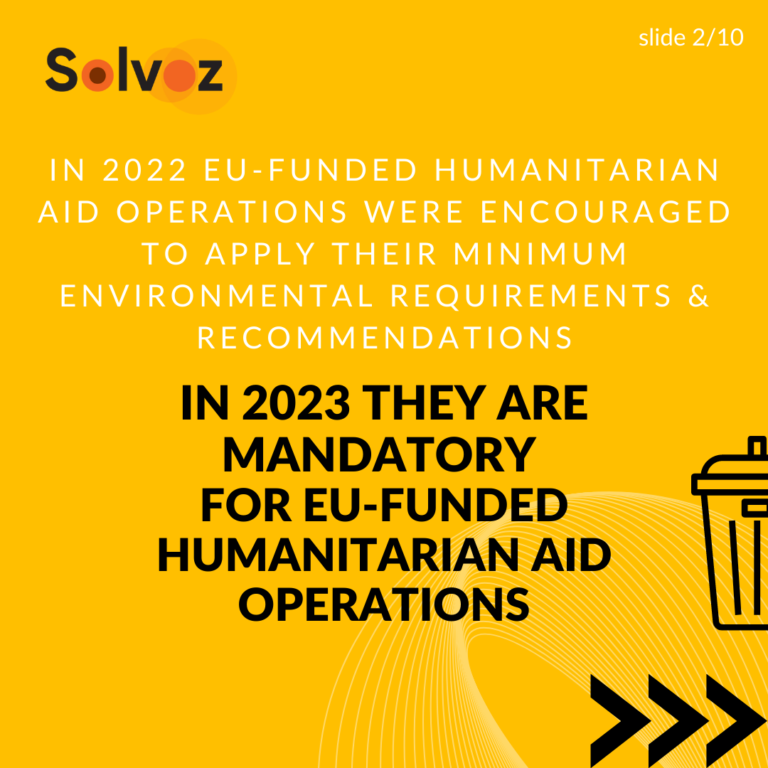 slide 2/10
Solvoz
IN 2022 EU-FUNDED HUMANITARIAN
AID OPERATIONS WERE ENCOURAGED
TO APPLY THEIR MINIMUM
ENVIRONMENTAL REQUIREMENTS &
RECOMMENDATIONS
IN 2023 THEY ARE
MANDATORY
FOR EU-FUNDED
HUMANITARIAN AID
OPERATIONS